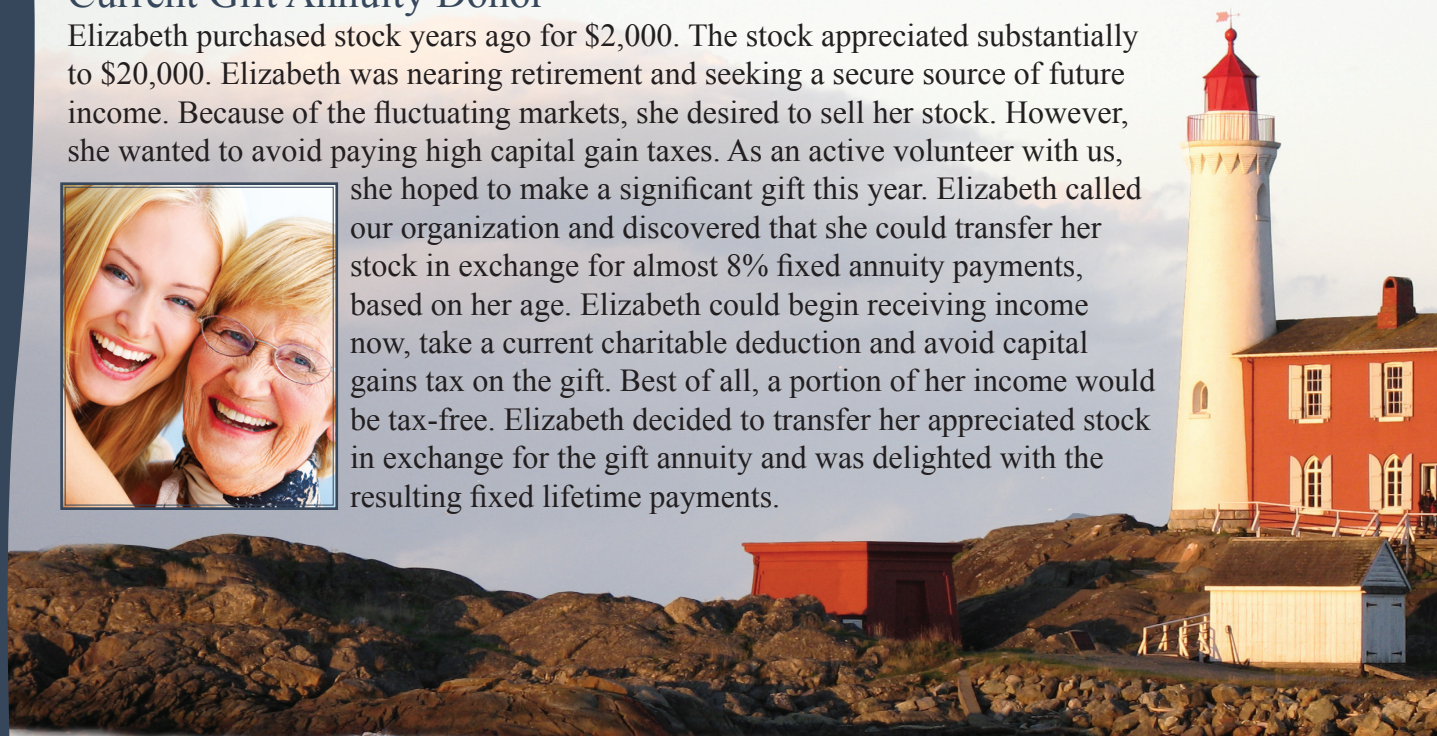 Current Gift Annuity Donor
Elizabeth purchased stock years ago for $2,000. The stock appreciated substantially
to $20,000. Elizabeth was nearing retirement and seeking a secure source of future
income. Because of the fluctuating markets, she desired to sell her stock. However,
she wanted to avoid paying high capital gain taxes. As an active volunteer with us,
she hoped to make a significant gift this year. Elizabeth called
our organization and discovered that she could transfer her
stock in exchange for almost 8% fixed annuity payments,
based on her age. Elizabeth could begin receiving income
now, take a current charitable deduction and avoid capital
gains tax on the gift. Best of all, a portion of her income would
be tax-free. Elizabeth decided to transfer her appreciated stock
in exchange for the gift annuity and was delighted with the
resulting fixed lifetime payments.